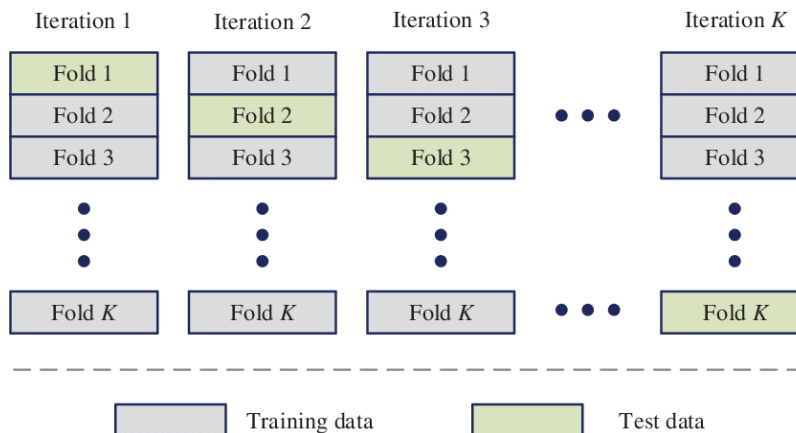 Iteration 1 Iteration 2 Iteration 3 Iteration K
Fold 1 Fold 1 Fold 1 Fold 1
Fold 2 Fold 2 Fold 2 Fold 2
Fold 3 Fold 3 Fold 3 Fold 3
Fold K Fold K Fold K Fold K
Training data Test data